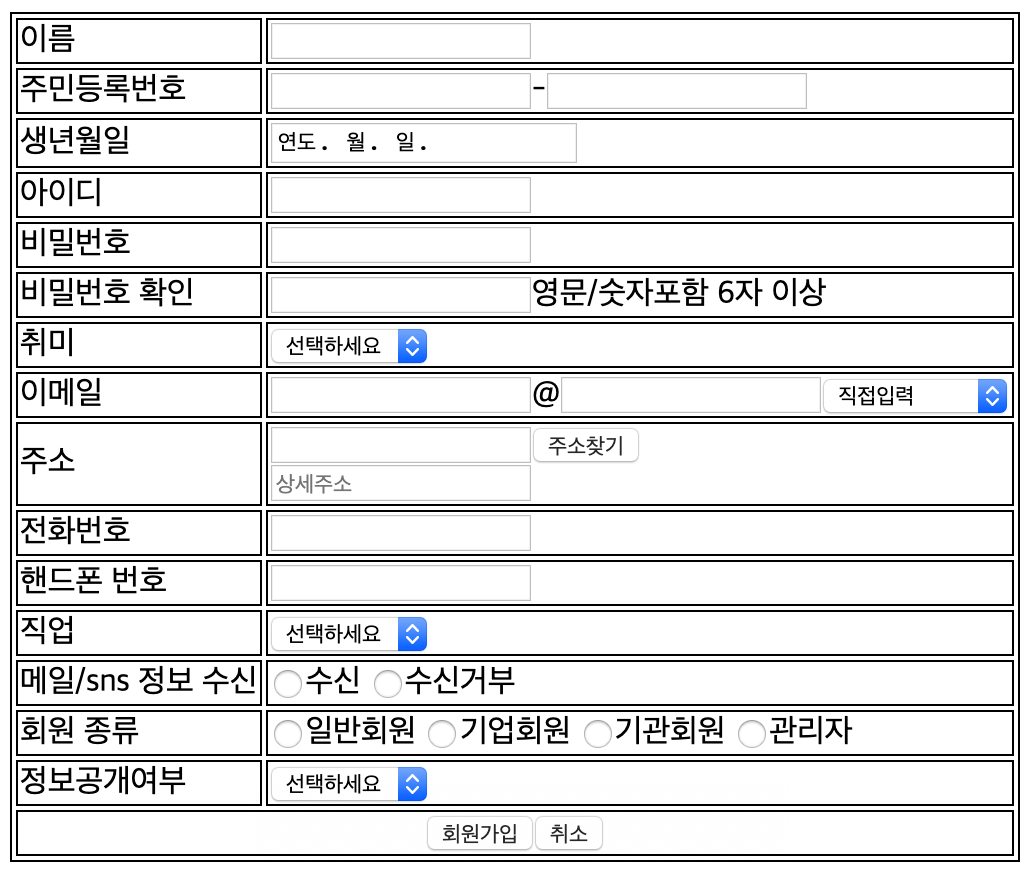 이름
주민등록번호 -
생년월일 연도. 월. 일.
아이디
비밀번호
비밀번호 확인 영문/숫자포함 6자 이상
취미 선택하세요
이메일 @ 직접입력
주소 주소찾기
상세주소
전화번호
핸드폰 번호
직업 선택하세요
메일/sns 정보 수신 수신 수신거부
회원 종류 일반회원 기업회원 기관회원 관리자
정보공개여부 선택하세요
회원가입 취소